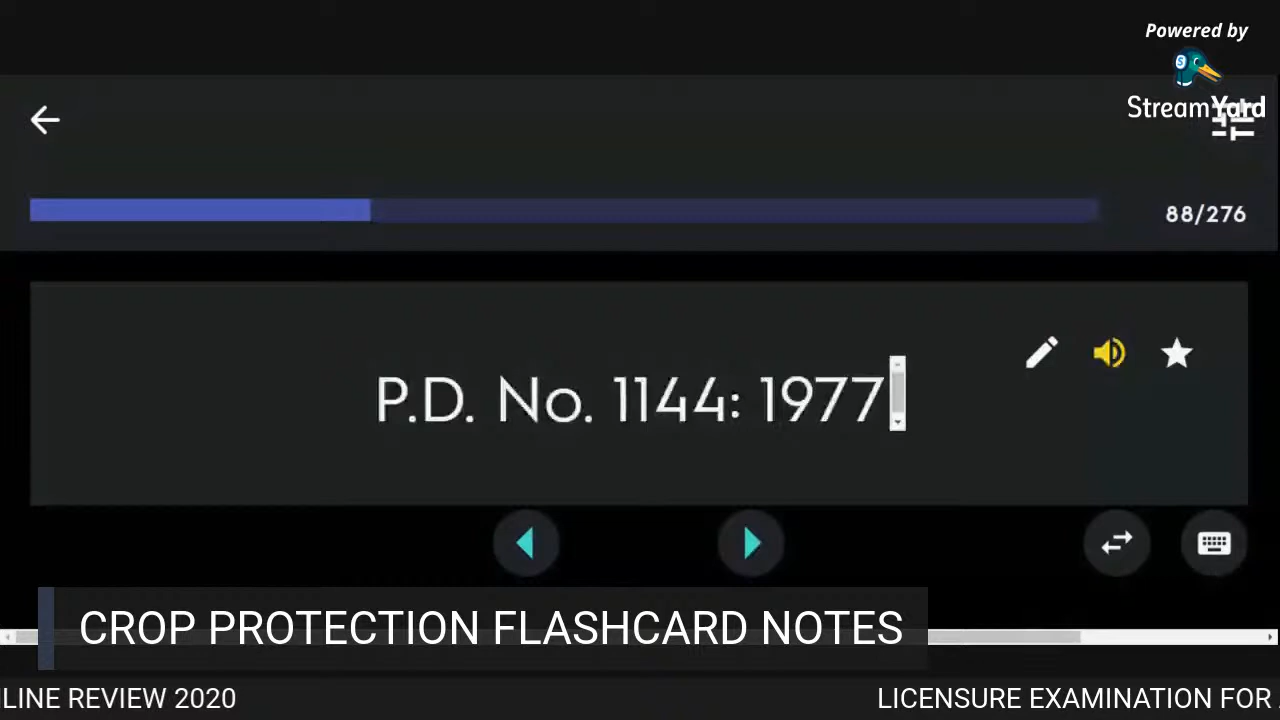 Powered by
StreamYard
88/276
P.D. No. 1144: 1977
CROP PROTECTION FLASHCARD NOTES
LINE REVIEW 2020
LICENSURE EXAMINATION FOR